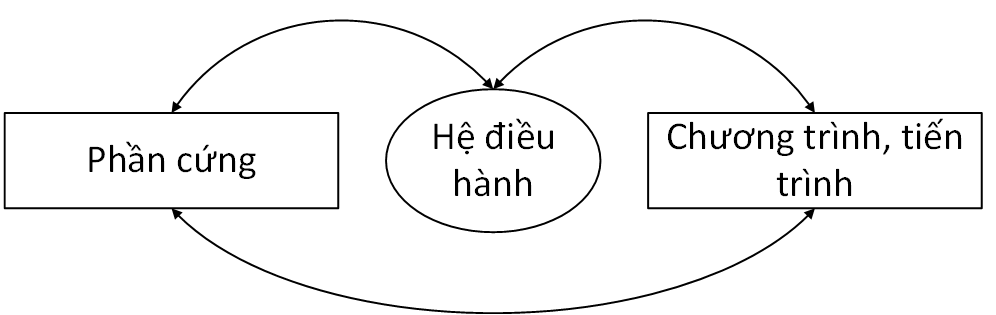 Phần cứng
Hệ điều
hành
Chương trình, tiến
trình